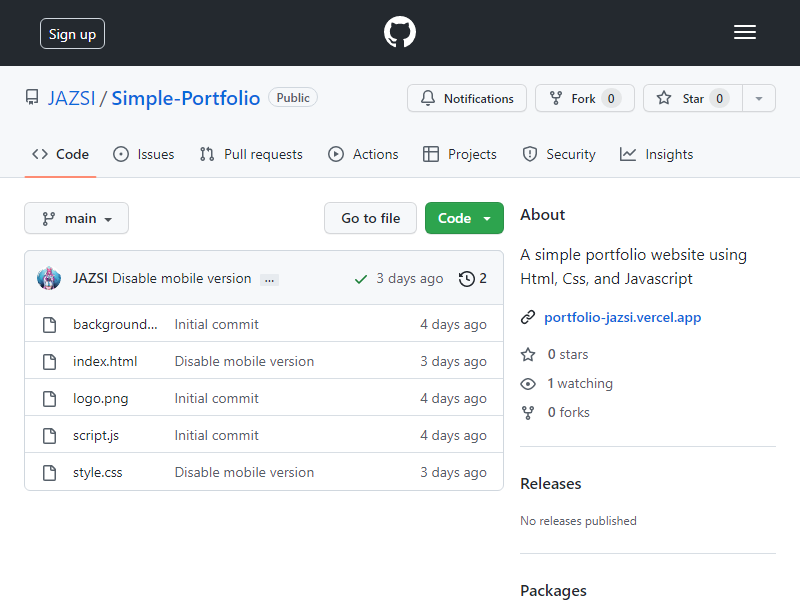 Sign up
JAZSI / Simple-Portfolio Public
Notifications
Fork 0
Star 0
Code
Issues
Pull requests
Actions
Projects
Security
Insights
main
Go to file
Code
JAZSI Disable mobile version ... 3 days ago 2
background... Initial commit 4 days ago
index.html Disable mobile version 3 days ago
logo.png Initial commit 4 days ago
script.js Initial commit 4 days ago
style.css Disable mobile version 3 days ago
About
A simple portfolio website using
Html, Css, and Javascript
portfolio-jazsi.vercel.app
0 stars
1 watching
0 forks
Releases
No releases published
Packages